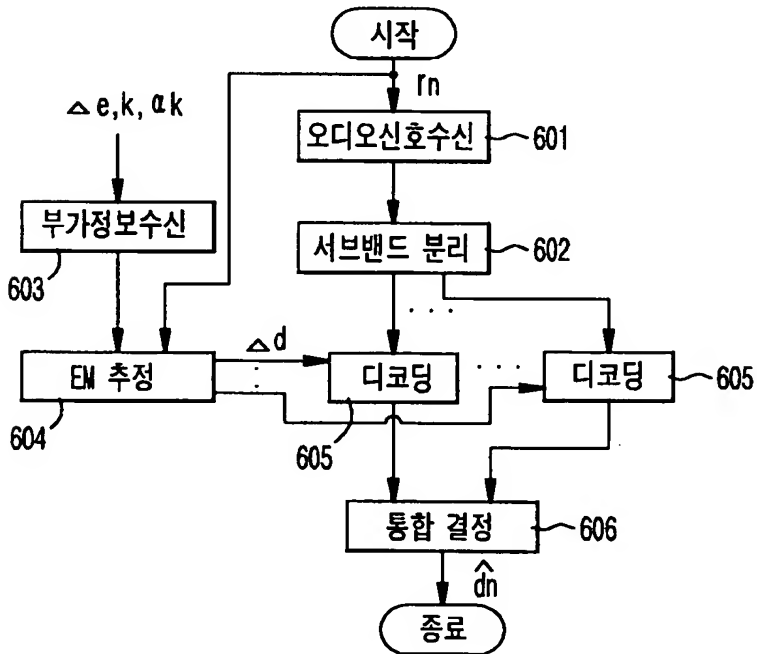 시작
rn
△e,k, αk
오디오신호수신
601
부가정보수신
서브밴드 분리
602
603
. . .
△d
. . .
EM 추정
:
디코딩
디코딩
605
604
605
통합 결정
606
d̂n
종료